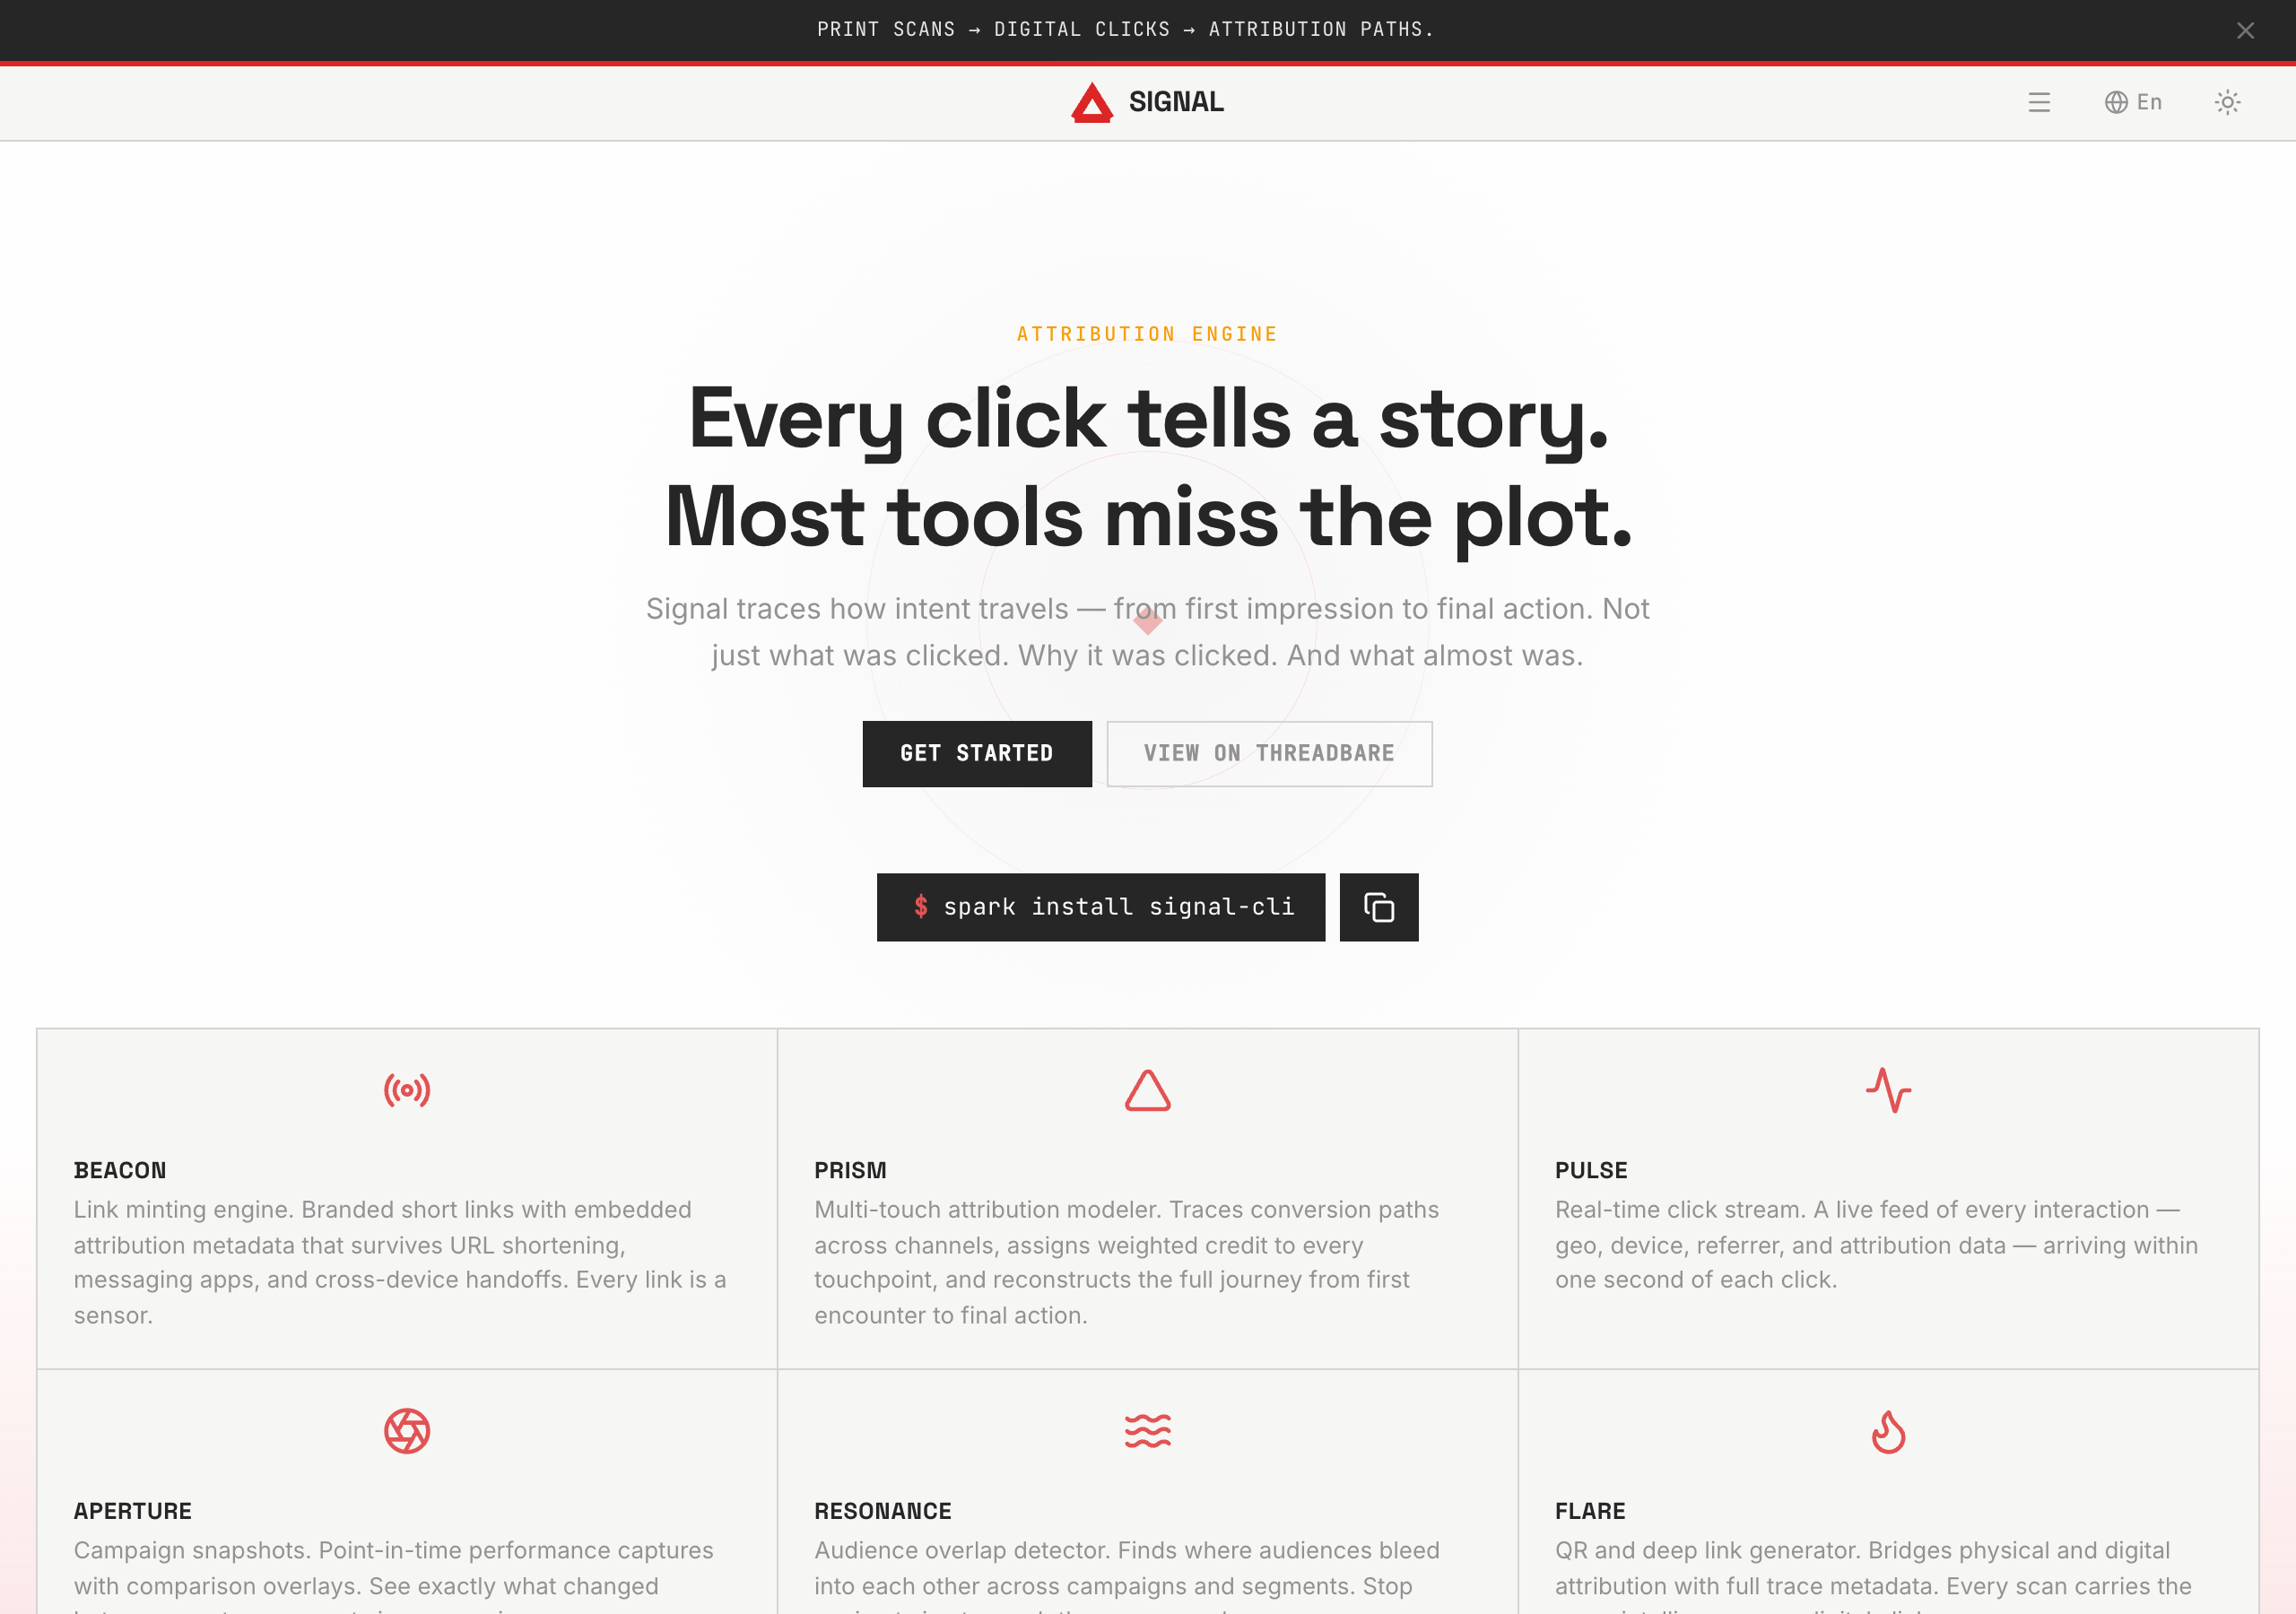 PRINT SCANS → DIGITAL CLICKS → ATTRIBUTION PATHS.
SIGNAL
En
ATTRIBUTION ENGINE
Every click tells a story.
Most tools miss the plot.
Signal traces how intent travels — from first impression to final action. Not
just what was clicked. Why it was clicked. And what almost was.
GET STARTED
VIEW ON THREADBARE
$ spark install signal-cli
BEACON
Link minting engine. Branded short links with embedded
attribution metadata that survives URL shortening,
messaging apps, and cross-device handoffs. Every link is a
sensor.
PRISM
Multi-touch attribution modeler. Traces conversion paths
across channels, assigns weighted credit to every
touchpoint, and reconstructs the full journey from first
encounter to final action.
PULSE
Real-time click stream. A live feed of every interaction —
geo, device, referrer, and attribution data — arriving within
one second of each click.
APERTURE
Campaign snapshots. Point-in-time performance captures
with comparison overlays. See exactly what changed
RESONANCE
Audience overlap detector. Finds where audiences bleed
into each other across campaigns and segments. Stop
FLARE
QR and deep link generator. Bridges physical and digital
attribution with full trace metadata. Every scan carries the